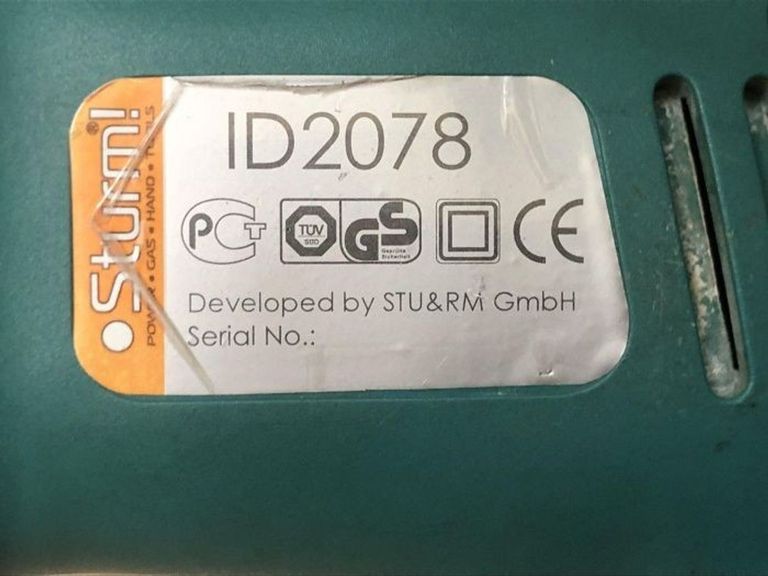 •Sturm!®
POWER • GAS • HAND • TOOLS
ID2078
РСТ
TÜV
SÜD
GS
Geprüfte
Sicherheit
CE
Developed by STU&RM GmbH
Serial No.: